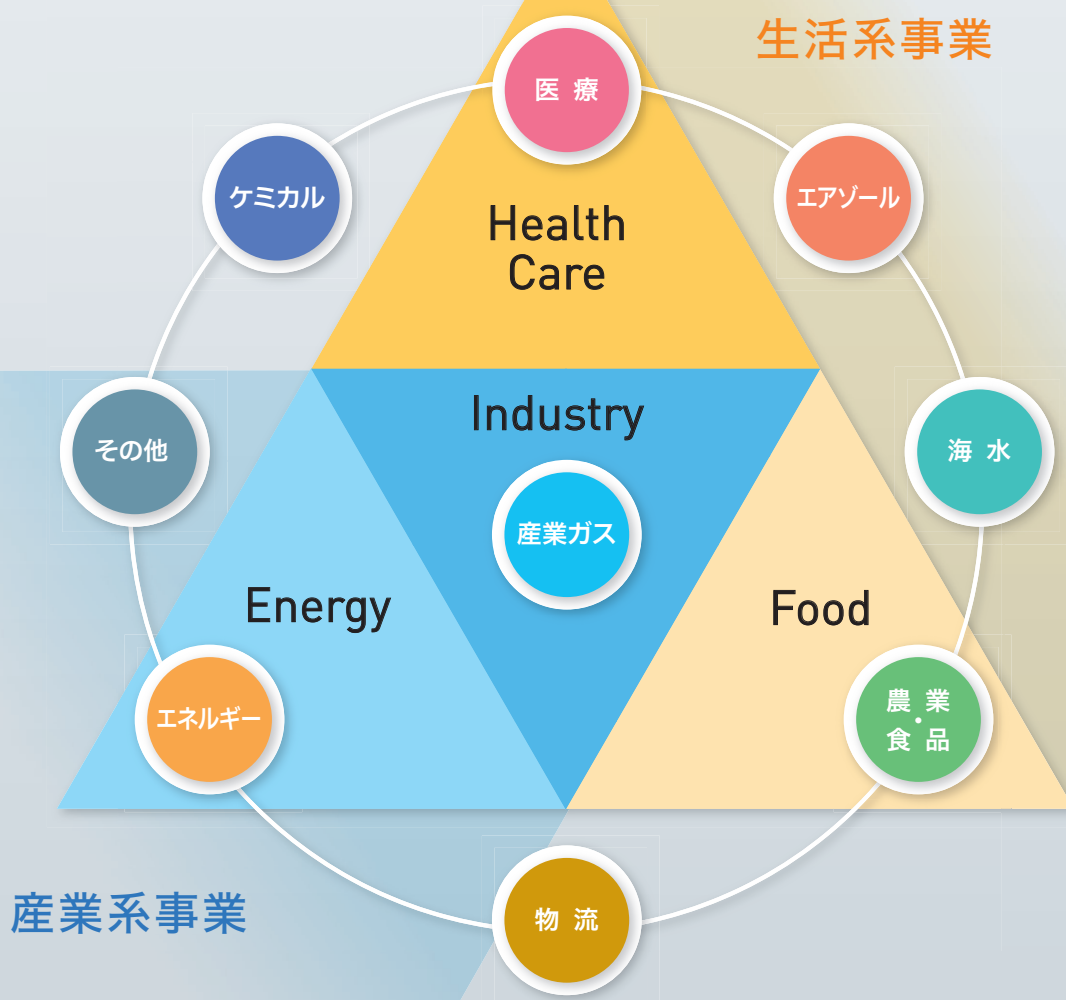 生活系事業
医療
ケミカル
エアゾール
Health
Care
Industry
その他
海水
産業ガス
Energy
Food
エネルギー
農業
・
食品
産業系事業
物流